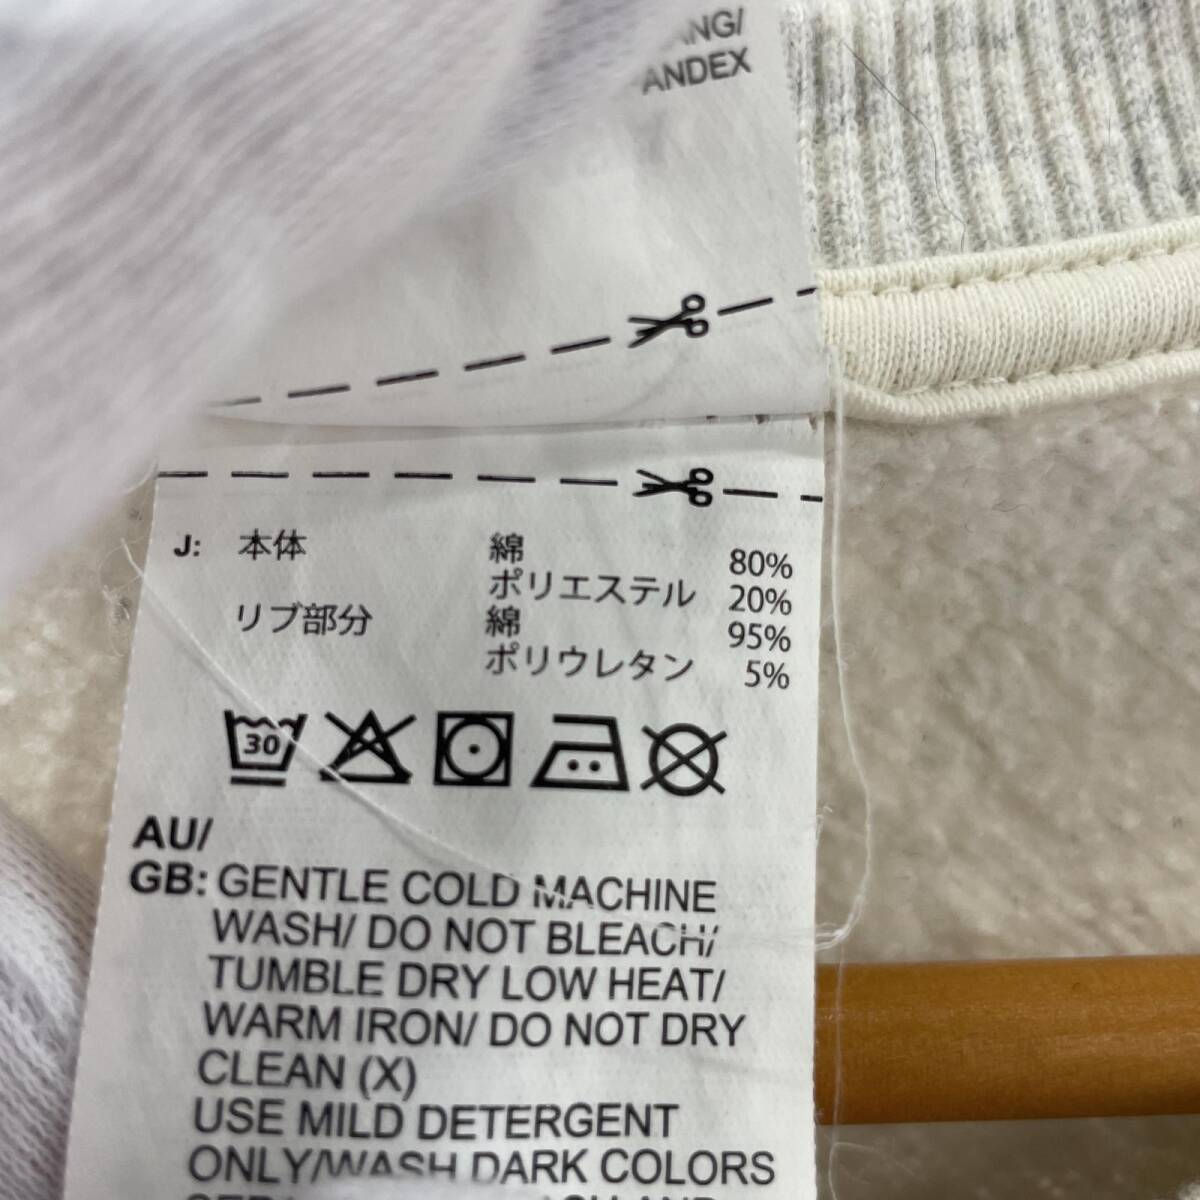 ANDEX
J: 本体 綿 80%
ポリエステル 20%
リブ部分 綿 95%
ポリウレタン 5%
30
AU/
GB: GENTLE COLD MACHINE
WASH/ DO NOT BLEACH/
TUMBLE DRY LOW HEAT/
WARM IRON/ DO NOT DRY
CLEAN (X)
USE MILD DETERGENT
ONLY/WASH DARK COLORS